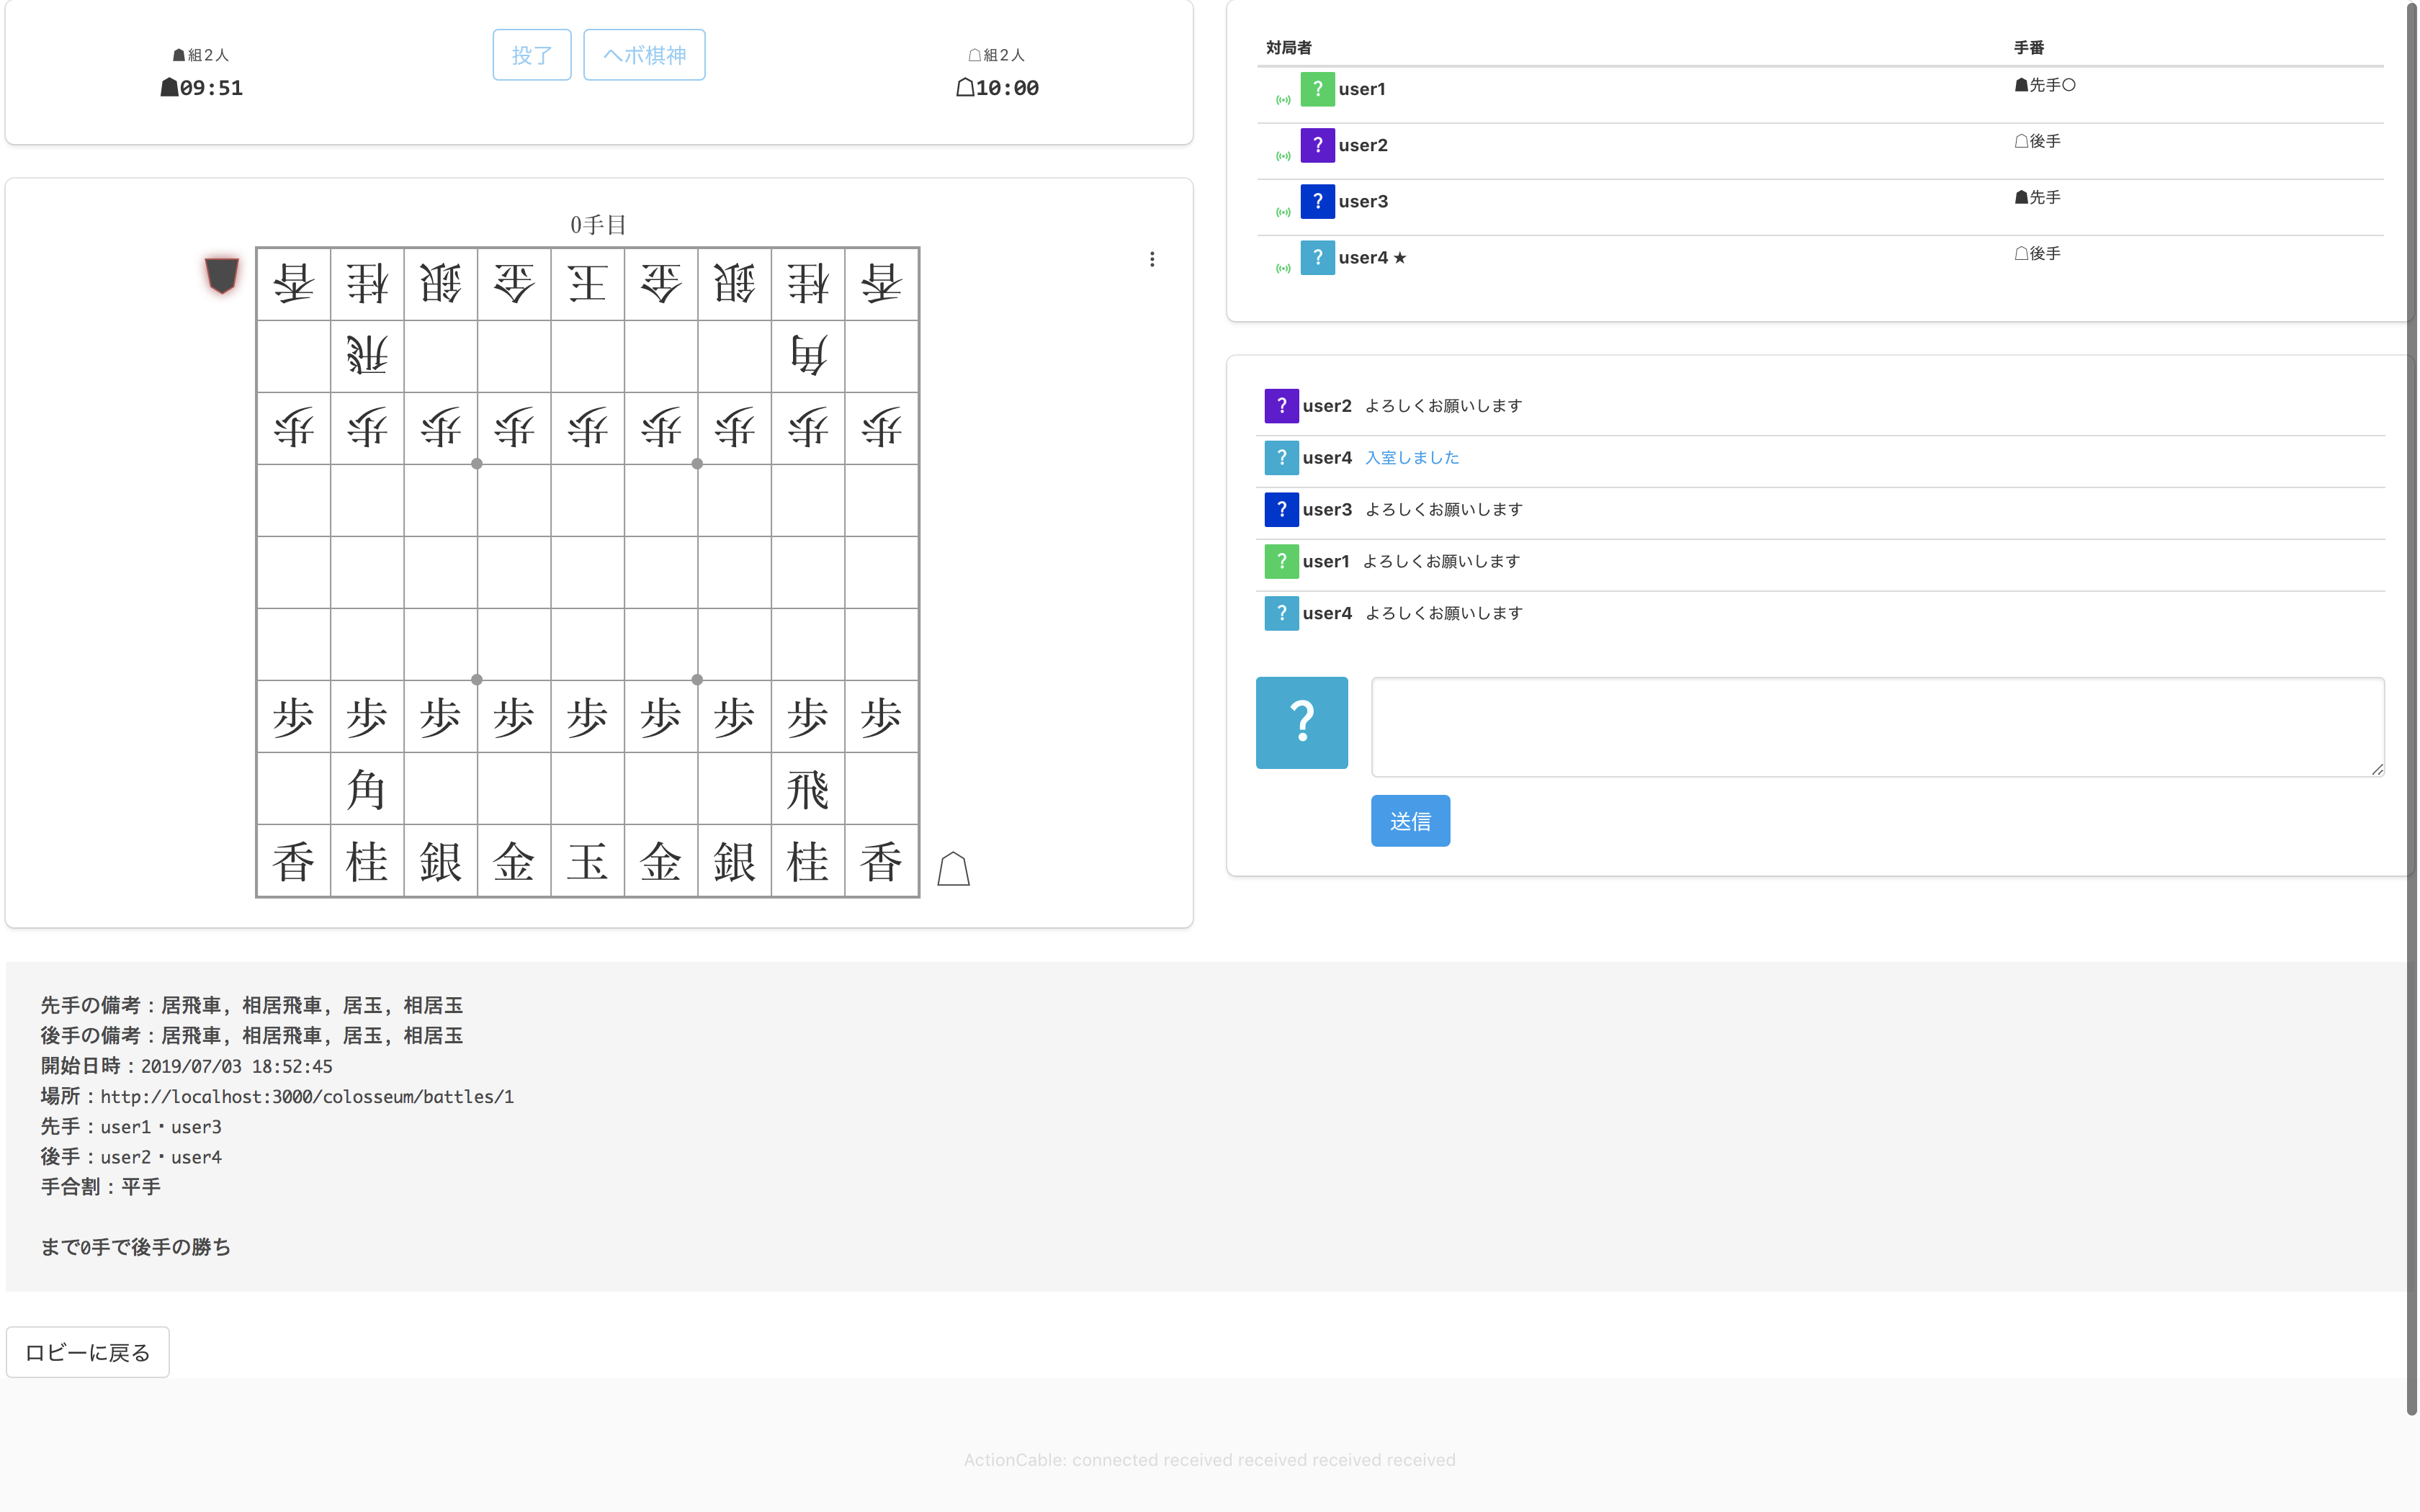 ☗組2人
☗09:51
投了
ヘボ棋神
☖組2人
☖10:00
0手目
香 桂 銀 金 王 金 銀 桂 香
飛 角
歩 歩 歩 歩 歩 歩 歩 歩 歩
歩 歩 歩 歩 歩 歩 歩 歩 歩
角 飛
香 桂 銀 金 玉 金 銀 桂 香
対局者 手番
? user1 ☗先手○
? user2 ☖後手
? user3 ☗先手
? user4 ★ ☖後手
? user2 よろしくお願いします
? user4 入室しました
? user3 よろしくお願いします
? user1 よろしくお願いします
? user4 よろしくお願いします
?
送信
先手の備考：居飛車, 相居飛車, 居玉, 相居玉
後手の備考：居飛車, 相居飛車, 居玉, 相居玉
開始日時：2019/07/03 18:52:45
場所：http://localhost:3000/colosseum/battles/1
先手：user1・user3
後手：user2・user4
手合割：平手
まで0手で後手の勝ち
ロビーに戻る
ActionCable: connected received received received received